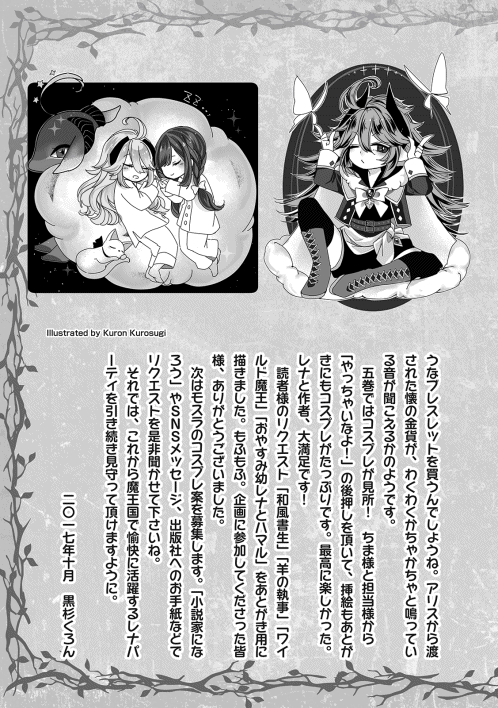 zzz
Illustrated by Kuron Kurosugi
うなブレスレットを買うんでしょうね。アリスから渡
された懐の金貨が、わくわくかちゃかちゃと鳴ってい
る音が聞こえるかのようです。
　五巻ではコスプレが見所！　ちま様と担当様から
「やっちゃいなよ！」の後押しを頂いて、挿絵もあとが
きにもコスプレがたっぷりです。最高に楽しかった。
レナと作者、大満足です！
　読者様のリクエスト「和風書生」「羊の執事」「ワイ
ルド魔王」「おやすみ幼レナとハマル」をあとがき用に
描きました。もふもふ。企画に参加してくださった皆
様、ありがとうございました。
　次はモスラのコスプレ案を募集します。「小説家にな
ろう」やＳＮＳメッセージ、出版社へのお手紙などで
リクエストを是非聞かせて下さいね。
　それでは、これから魔王国で愉快に活躍するレナパ
ーティを引き続き見守って頂けますように。
二〇一七年十月　黒杉くろん